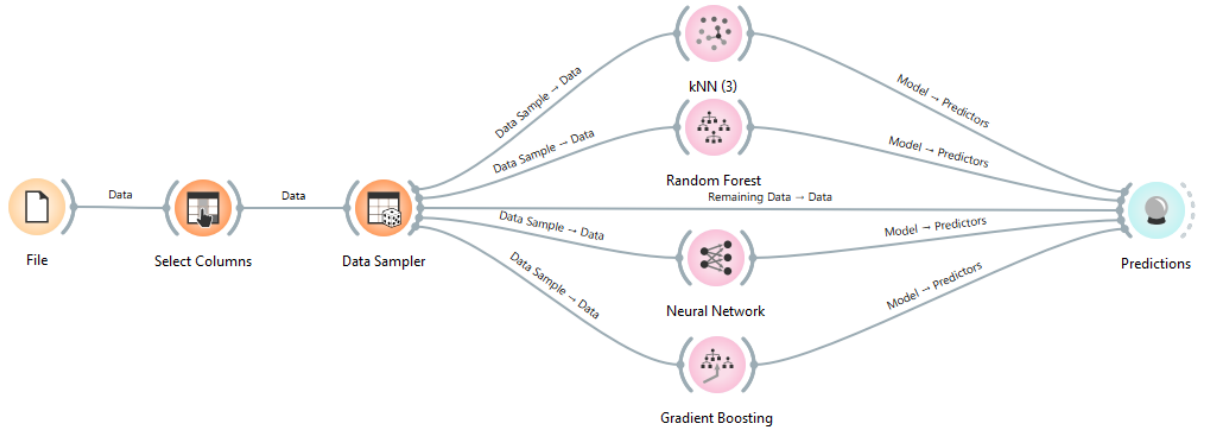 kNN (3)
Data Sample → Data
Model → Predictors
Data Sample → Data
Model → Predictors
Random Forest
Data
Data
Remaining Data → Data
File
Select Columns
Data Sampler
Data Sample → Data
Model → Predictors
Predictions
Neural Network
Data Sample → Data
Model → Predictors
Gradient Boosting